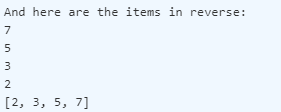 And here are the items in reverse:
7
5
3
2
[2, 3, 5, 7]